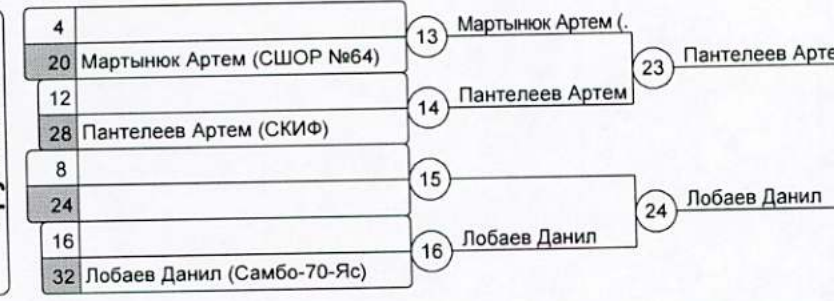 4
13 Мартынюк Артем (.
20 Мартынюк Артем (СШОР №64)
23 Пантелеев Арте
12
14 Пантелеев Артем
28 Пантелеев Артем (СКИФ)
8
15
24
24 Лобаев Данил
16
16 Лобаев Данил
32 Лобаев Данил (Самбо-70-Яс)